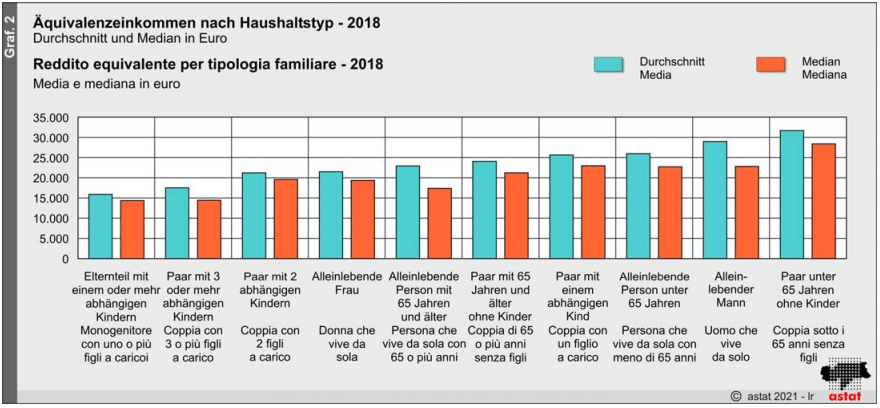 Graf. 2
Äquivalenzeinkommen nach Haushaltstyp - 2018
Durchschnitt und Median in Euro
Reddito equivalente per tipologia familiare - 2018
Media e mediana in euro
Durchschnitt
Media
Median
Mediana
35.000
30.000
25.000
20.000
15.000
10.000
5.000
0
Elternteil mit
einem oder mehr
abhängigen
Kindern
Monogenitore
con uno o più
figli a caricoi
Paar mit 3
oder mehr
abhängigen
Kindern
Coppia con
3 o più figli
a carico
Paar mit 2
abhängigen
Kindern
Coppia con
2 figli
a carico
Alleinlebende
Frau
Donna che
vive da
sola
Alleinlebende
Person mit
65 Jahren
und älter
Persona che
vive da sola con
65 o più anni
Paar mit 65
Jahren und
älter
ohne Kinder
Coppia di 65
o più anni
senza figli
Paar mit
einem
abhängigen
Kind
Coppia con
un figlio
a carico
Alleinlebende
Person unter
65 Jahren
Persona che
vive da sola con
meno di 65 anni
Allein-
lebender
Mann
Uomo che
vive
da solo
Paar unter
65 Jahren
ohne Kinder
Coppia sotto i
65 anni senza
figli
© astat 2021 - lr
astat